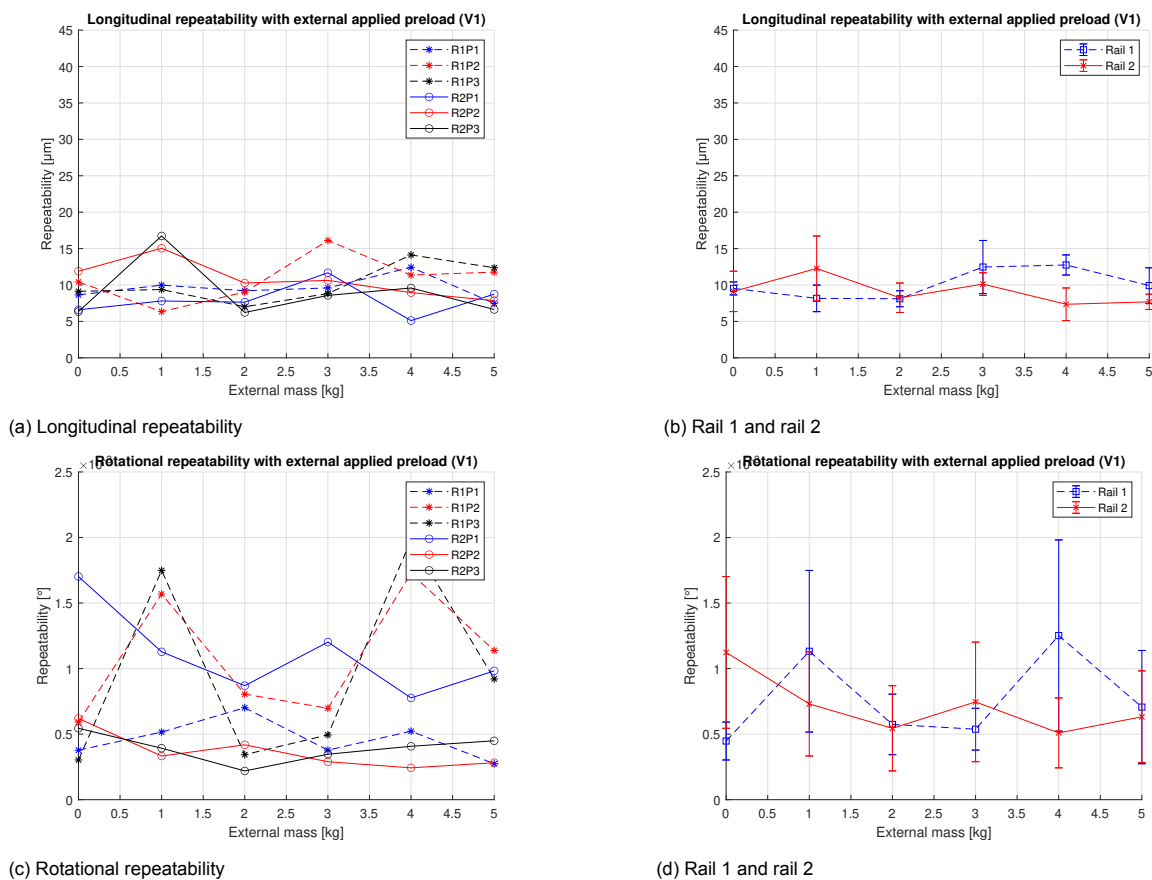 Longitudinal repeatability with external applied preload (V1)
45
40
35
30
25
20
15
10
5
0
Repeatability [μm]
R1P1
R1P2
R1P3
R2P1
R2P2
R2P3
0 0.5 1 1.5 2 2.5 3 3.5 4 4.5 5
External mass [kg]
(a) Longitudinal repeatability
Longitudinal repeatability with external applied preload (V1)
45
40
35
30
25
20
15
10
5
0
Repeatability [μm]
Rail 1
Rail 2
0 0.5 1 1.5 2 2.5 3 3.5 4 4.5 5
External mass [kg]
(b) Rail 1 and rail 2
Rotational repeatability with external applied preload (V1)
2.5
2
1.5
1
0.5
0
Repeatability [°]
R1P1
R1P2
R1P3
R2P1
R2P2
R2P3
0 0.5 1 1.5 2 2.5 3 3.5 4 4.5 5
External mass [kg]
(c) Rotational repeatability
Rotational repeatability with external applied preload (V1)
2.5
2
1.5
1
0.5
0
Repeatability [°]
Rail 1
Rail 2
0 0.5 1 1.5 2 2.5 3 3.5 4 4.5 5
External mass [kg]
(d) Rail 1 and rail 2